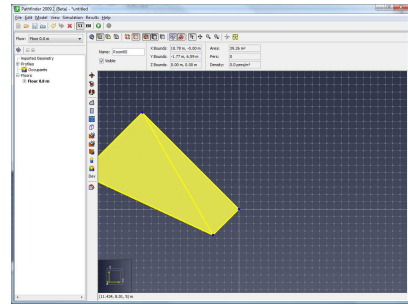 Pathfinder 2009.1 (Beta) - *untitled
File Edit Model View Simulation Results Help
Floor: Floor 0.0 m
Name: Room00
Visible
X Bounds: 10.78 m, -0.00 m
Y Bounds: -1.77 m, 6.59 m
Z Bounds: 0.00 m, 0.00 m
Area: 39.26 m²
Pers: 0
Density: 0.0 pers/m²
Imported Geometry
Profiles
Occupants
Floors
Floor 0.0 m